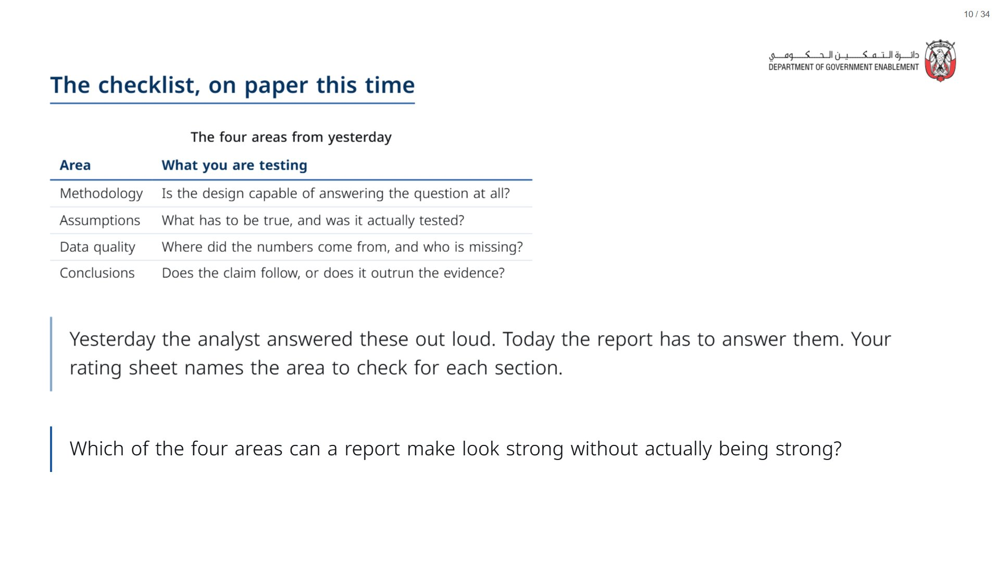 10 / 34
دائرة التمكين الحكومي
DEPARTMENT OF GOVERNMENT ENABLEMENT
The checklist, on paper this time
The four areas from yesterday
Area What you are testing
Methodology Is the design capable of answering the question at all?
Assumptions What has to be true, and was it actually tested?
Data quality Where did the numbers come from, and who is missing?
Conclusions Does the claim follow, or does it outrun the evidence?
Yesterday the analyst answered these out loud. Today the report has to answer them. Your
rating sheet names the area to check for each section.
Which of the four areas can a report make look strong without actually being strong?